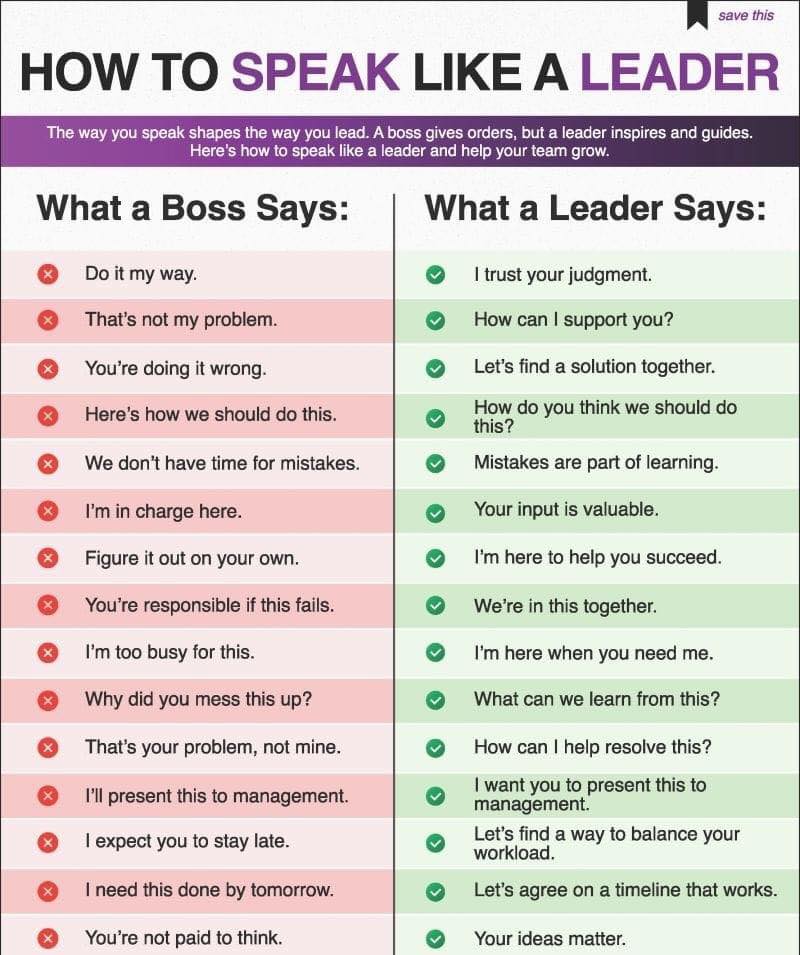 save this
HOW TO SPEAK LIKE A LEADER
The way you speak shapes the way you lead. A boss gives orders, but a leader inspires and guides.
Here's how to speak like a leader and help your team grow.
What a Boss Says:
What a Leader Says:
Do it my way.
I trust your judgment.
That's not my problem.
How can I support you?
You're doing it wrong.
Let's find a solution together.
Here's how we should do this.
How do you think we should do
this?
We don't have time for mistakes.
Mistakes are part of learning.
I'm in charge here.
Your input is valuable.
Figure it out on your own.
I'm here to help you succeed.
You're responsible if this fails.
We're in this together.
I'm too busy for this.
I'm here when you need me.
Why did you mess this up?
What can we learn from this?
That's your problem, not mine.
How can I help resolve this?
I'll present this to management.
I want you to present this to
management.
I expect you to stay late.
Let's find a way to balance your
workload.
I need this done by tomorrow.
Let's agree on a timeline that works.
You're not paid to think.
Your ideas matter.